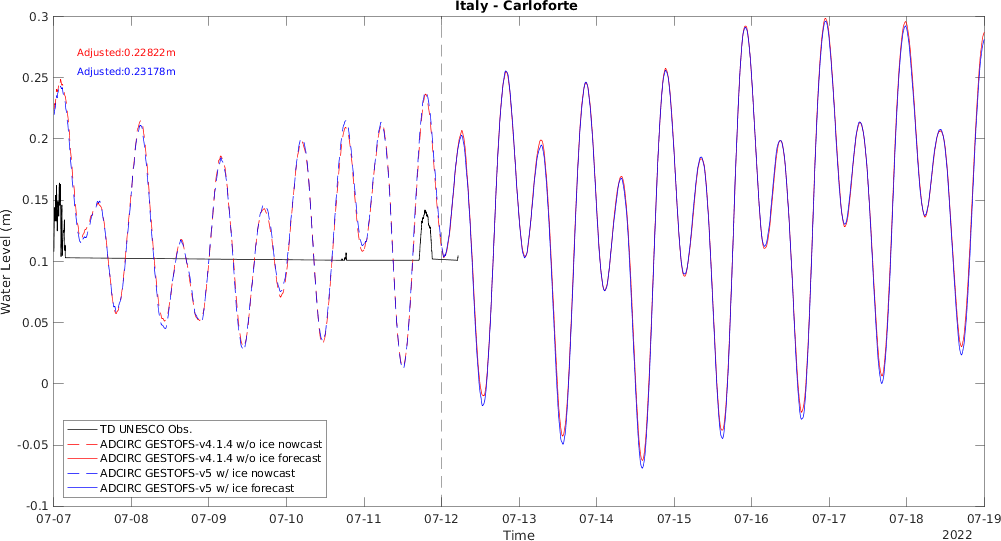 Italy - Carloforte
Adjusted:0.22822m
Adjusted:0.23178m
Water Level (m)
0.3
0.25
0.2
0.15
0.1
0.05
0
-0.05
-0.1
TD UNESCO Obs.
ADCIRC GESTOFS-v4.1.4 w/o ice nowcast
ADCIRC GESTOFS-v4.1.4 w/o ice forecast
ADCIRC GESTOFS-v5 w/ ice nowcast
ADCIRC GESTOFS-v5 w/ ice forecast
07-07 07-08 07-09 07-10 07-11 07-12 07-13 07-14 07-15 07-16 07-17 07-18 07-19
Time
2022